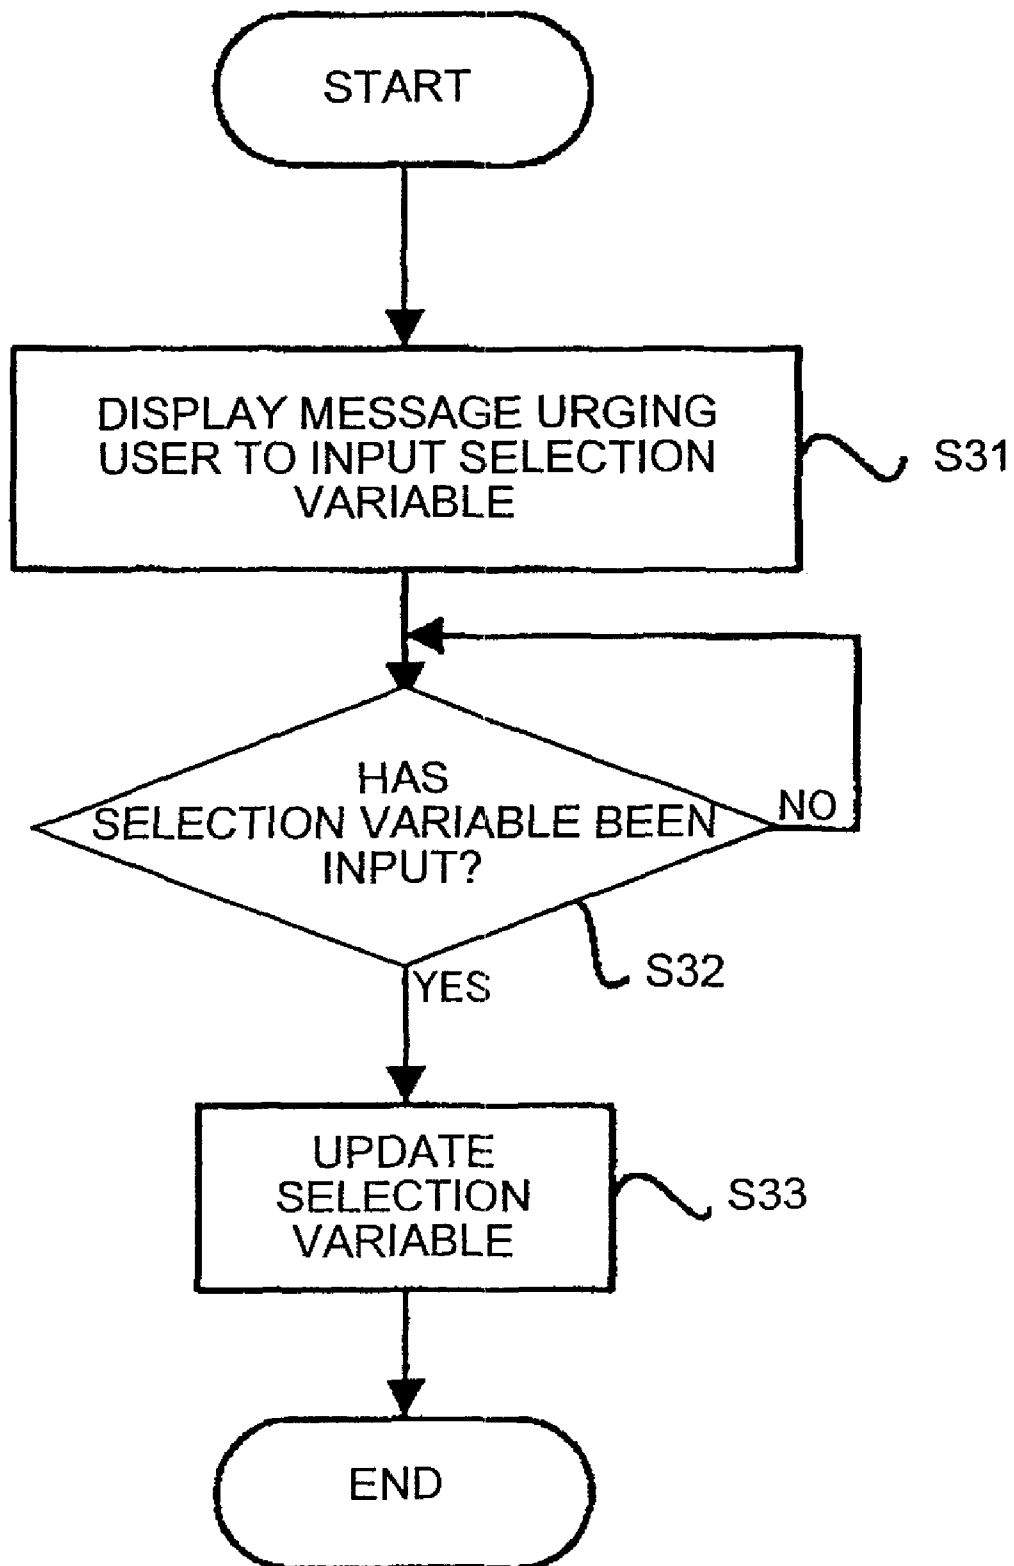 START
DISPLAY MESSAGE URGING
USER TO INPUT SELECTION
VARIABLE
S31
HAS
SELECTION VARIABLE BEEN
INPUT?
NO
S32
YES
UPDATE
SELECTION
VARIABLE
S33
END